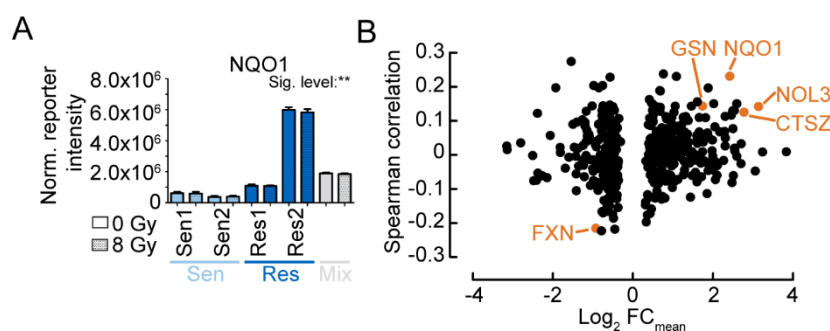 A
NQO1
Sig. level:**
Norm. reporter
intensity
8.0x10⁶
6.0x10⁶
4.0x10⁶
2.0x10⁶
0
0 Gy
8 Gy
Sen1
Sen2
Res1
Res2
Sen
Res
Mix
B
Spearman correlation
0.3
0.2
0.1
0
-0.1
-0.2
-0.3
GSN NQO1
NOL3
CTSZ
FXN
-4 -2 0 2 4
Log₂ FCmean